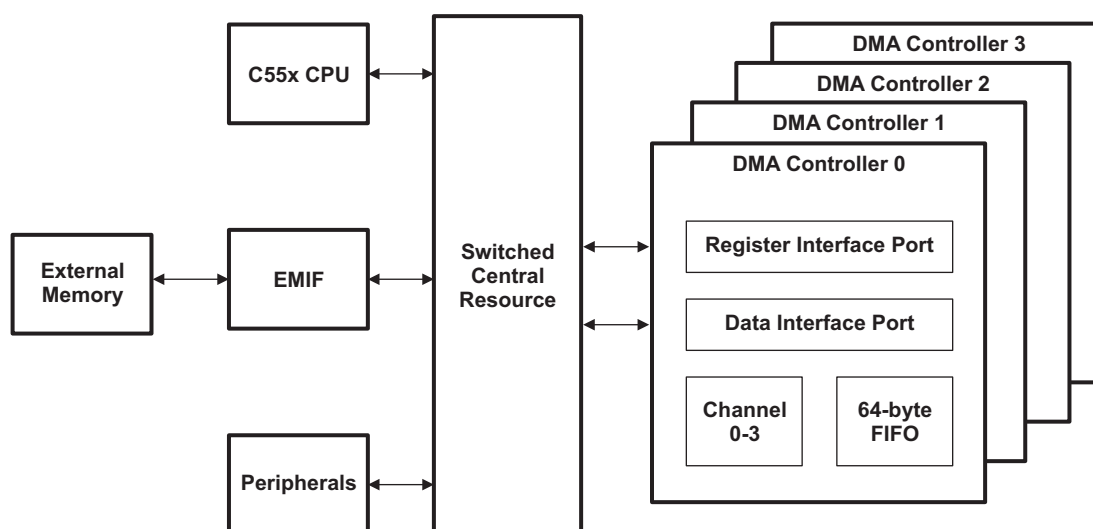 C55x CPU
External
Memory
EMIF
Peripherals
Switched
Central
Resource
DMA Controller 3
DMA Controller 2
DMA Controller 1
DMA Controller 0
Register Interface Port
Data Interface Port
Channel
0-3
64-byte
FIFO